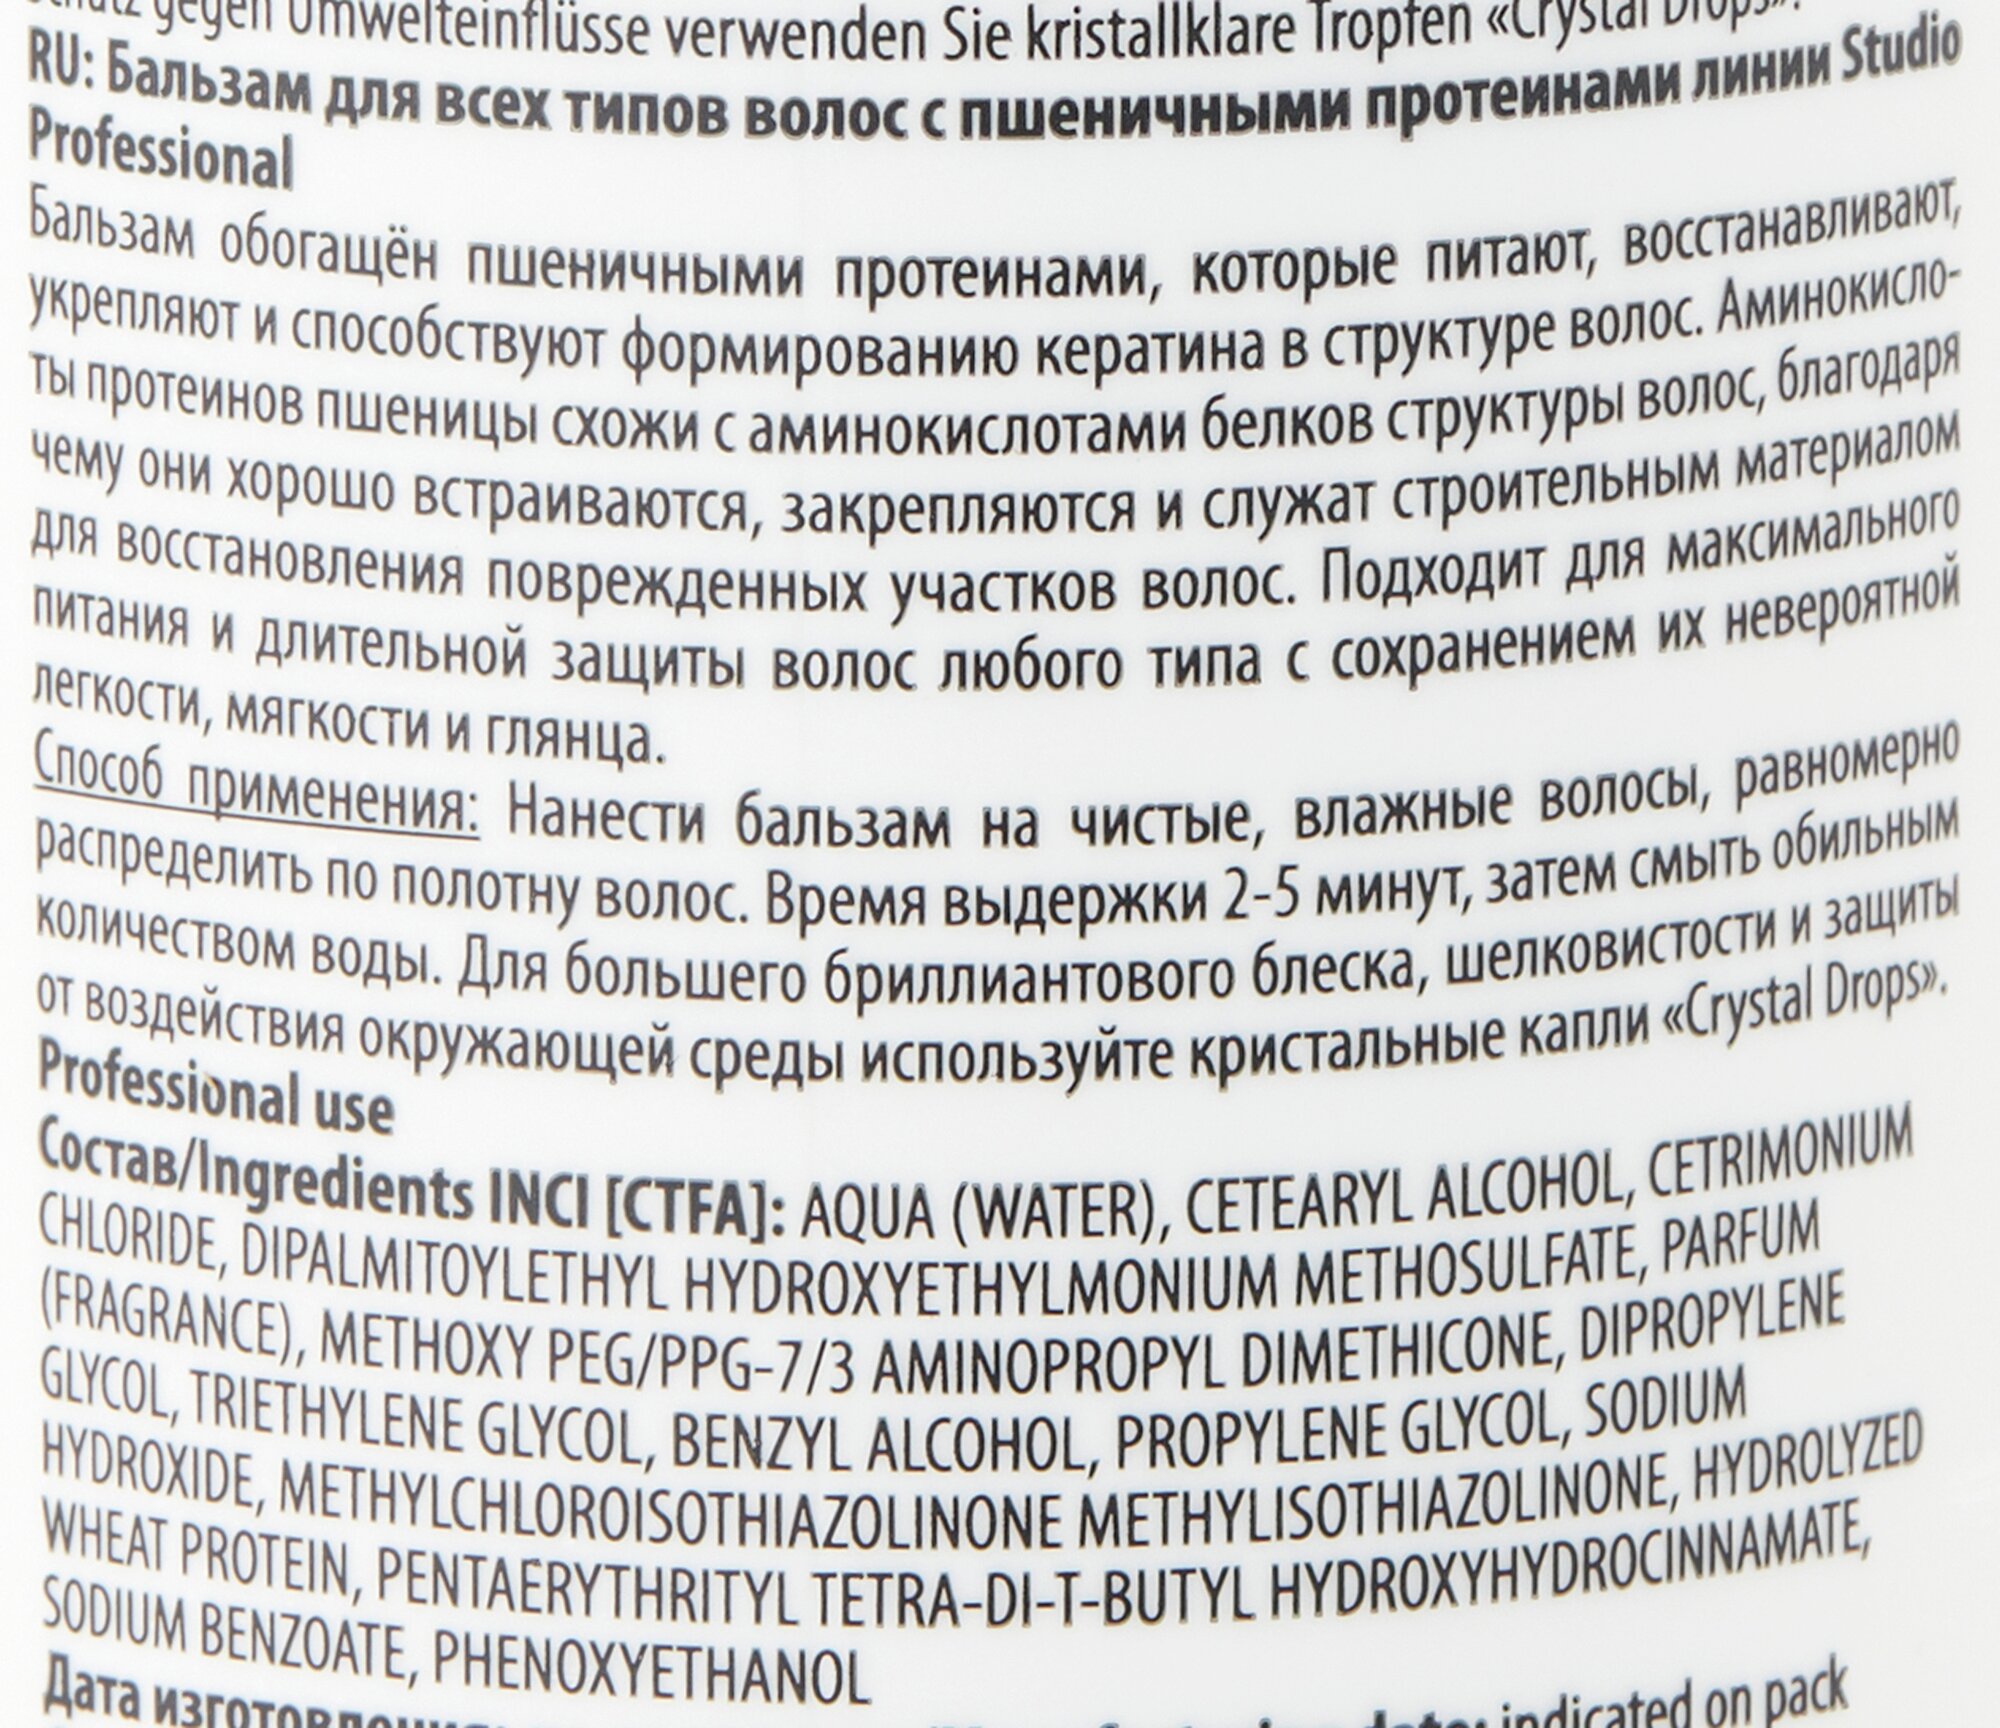 gegen Umwelteinflüsse verwenden Sie kristallklare Tropfen «Crystal Drops».
RU: Бальзам для всех типов волос с пшеничными протеинами линии Studio
Professional
Бальзам обогащён пшеничными протеинами, которые питают, восстанавливают,
укрепляют и способствуют формированию кератина в структуре волос. Аминокисло-
ты протеинов пшеницы схожи с аминокислотами белков структуры волос, благодаря
чему они хорошо встраиваются, закрепляются и служат строительным материалом
для восстановления поврежденных участков волос. Подходит для максимального
питания и длительной защиты волос любого типа с сохранением их невероятной
легкости, мягкости и глянца.
Способ применения: Нанести бальзам на чистые, влажные волосы, равномерно
распределить по полотну волос. Время выдержки 2-5 минут, затем смыть обильным
количеством воды. Для большего бриллиантового блеска, шелковистости и защиты
от воздействия окружающей среды используйте кристальные капли «Crystal Drops».
Professional use
Состав/Ingredients INCI [CTFA]: AQUA (WATER), CETEARYL ALCOHOL, CETRIMONIUM
CHLORIDE, DIPALMITOYLETHYL HYDROXYETHYLMONIUM METHOSULFATE, PARFUM
(FRAGRANCE), METHOXY PEG/PPG-7/3 AMINOPROPYL DIMETHICONE, DIPROPYLENE
GLYCOL, TRIETHYLENE GLYCOL, BENZYL ALCOHOL, PROPYLENE GLYCOL, SODIUM
HYDROXIDE, METHYLCHLOROISOTHIAZOLINONE METHYLISOTHIAZOLINONE, HYDROLYZED
WHEAT PROTEIN, PENTAERYTHRITYL TETRA-DI-T-BUTYL HYDROXYHYDROCINNAMATE,
SODIUM BENZOATE, PHENOXYETHANOL
Дата изготовления: date: indicated on pack